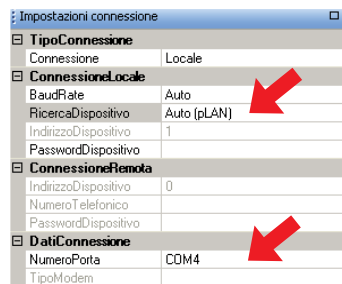 Impostazioni connessione
TipoConnessione
Connessione Locale
ConnessioneLocale
BaudRate Auto
RicercaDispositivo Auto (pLAN)
IndirizzoDispositivo 1
PasswordDispositivo
ConnessioneRemota
IndirizzoDispositivo 0
NumeroTelefonico
PasswordDispositivo
DatiConnessione
NumeroPorta COM4
TipoModem